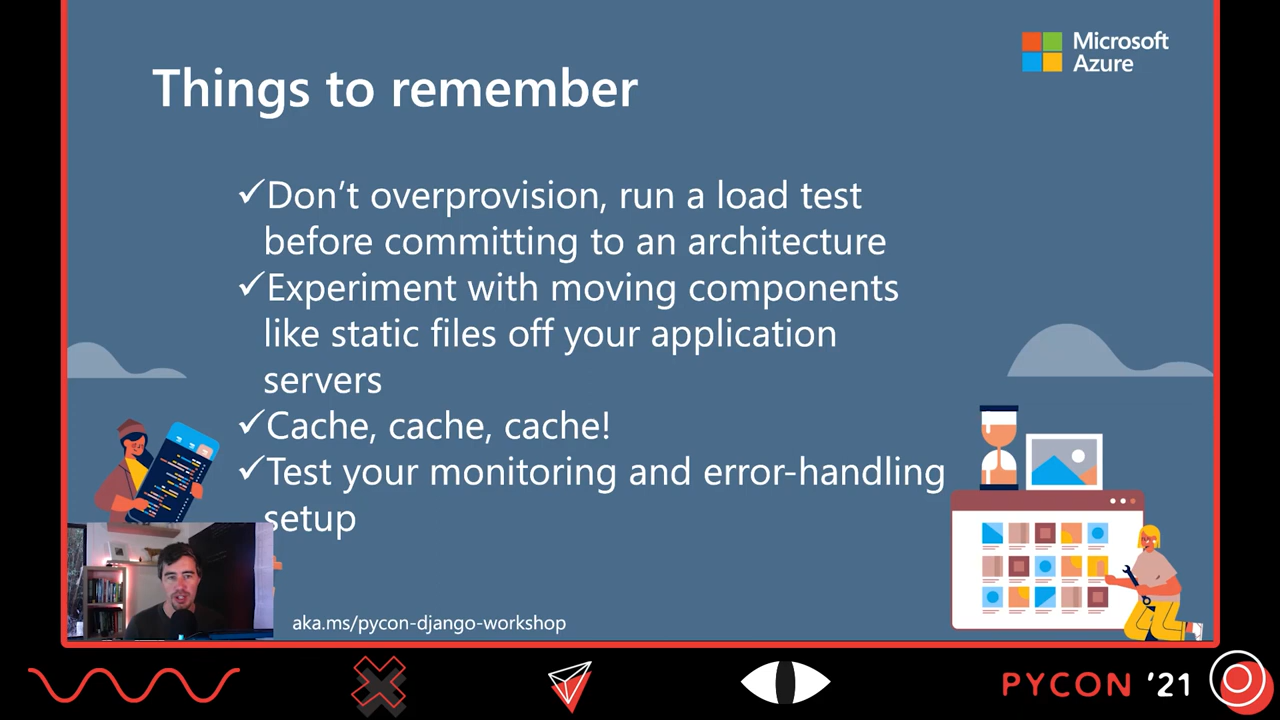 Microsoft
Azure
Things to remember
✓Don't overprovision, run a load test
before committing to an architecture
✓Experiment with moving components
like static files off your application
servers
✓Cache, cache, cache!
✓Test your monitoring and error-handling
setup
aka.ms/pycon-django-workshop
PYCON '21